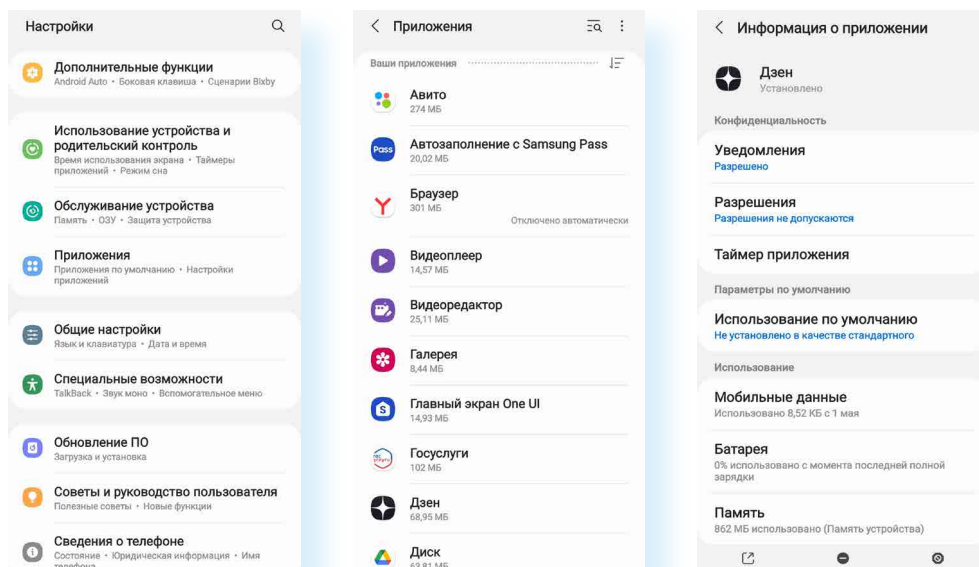 Настройки
Дополнительные функции
Android Auto • Боковая клавиша • Сценарии Bixby
Использование устройства и
родительский контроль
Время использования экрана • Таймеры
приложений • Режим сна
Обслуживание устройства
Память • ОЗУ • Защита устройства
Приложения
Приложения по умолчанию • Настройки
приложений
Общие настройки
Язык и клавиатура • Дата и время
Специальные возможности
TalkBack • Звук моно • Вспомогательное меню
Обновление ПО
Загрузка и установка
Советы и руководство пользователя
Полезные советы • Новые функции
Сведения о телефоне
Состояние • Юридическая информация • Имя
телефона
Приложения
Ваши приложения
Авито
274 МБ
Pass
Автозаполнение с Samsung Pass
20,02 МБ
Браузер
301 МБ
Отключено автоматически
Видеоплеер
14,57 МБ
Видеоредактор
25,11 МБ
Галерея
8,44 МБ
Главный экран One UI
14,93 МБ
Госуслуги
102 МБ
Дзен
68,95 МБ
Диск
63,81 МБ
Информация о приложении
Дзен
Установлено
Конфиденциальность
Уведомления
Разрешено
Разрешения
Разрешения не допускаются
Таймер приложения
Параметры по умолчанию
Использование по умолчанию
Не установлено в качестве стандартного
Использование
Мобильные данные
Использовано 8,52 КБ с 1 мая
Батарея
0% использовано с момента последней полной
зарядки
Память
862 МБ использовано (Память устройства)